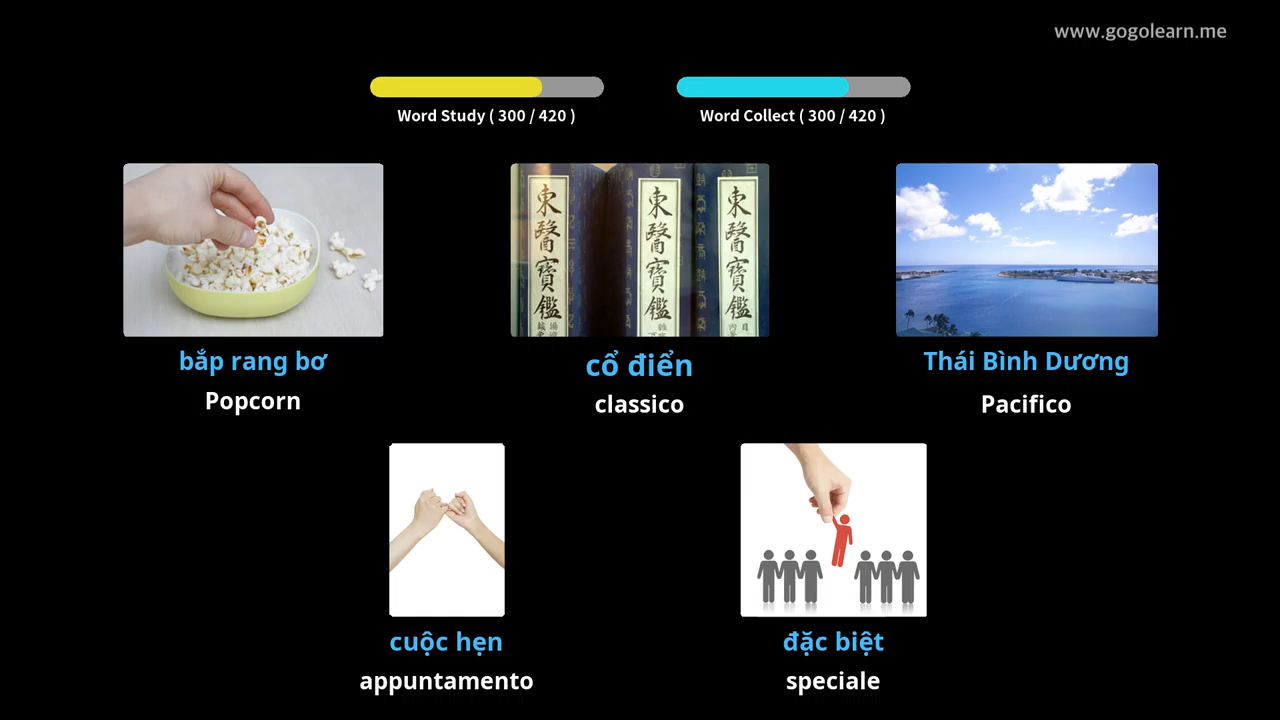 www.gogolearn.me
Word Study ( 300 / 420 )
Word Collect ( 300 / 420 )
東醫寶鑑
東醫寶鑑
東醫寶鑑
bắp rang bơ
cổ điển
Thái Bình Dương
Popcorn
classico
Pacifico
cuộc hẹn
đặc biệt
appuntamento
speciale